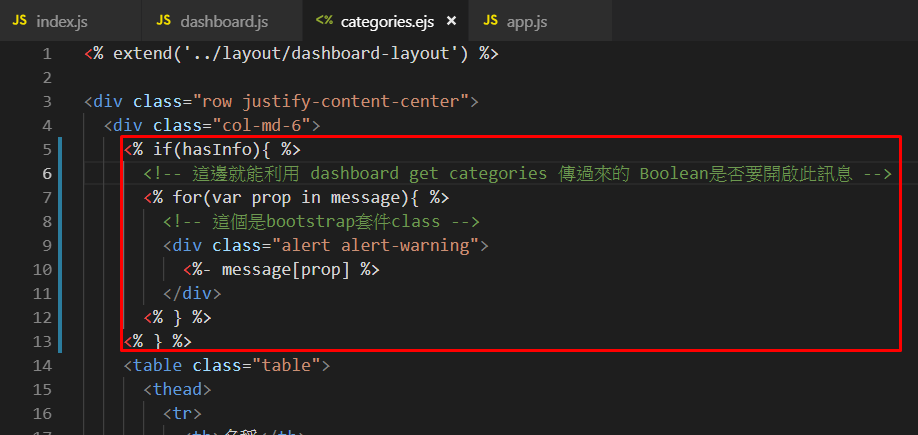 JS index.js JS dashboard.js <%> categories.ejs × JS app.js
1 <% extend('../layout/dashboard-layout') %>
2
3 <div class="row justify-content-center">
4 <div class="col-md-6">
5 <% if(hasInfo){ %>
6 <!-- 這邊就能利用 dashboard get categories 傳過來的 Boolean是否要開啟此訊息 -->
7 <% for(var prop in message){ %>
8 <!-- 這個是bootstrap套件class -->
9 <div class="alert alert-warning">
10 <%- message[prop] %>
11 </div>
12 <% } %>
13 <% } %>
14 <table class="table">
15 <thead>
16 <tr>
17 <th>名稱</th>